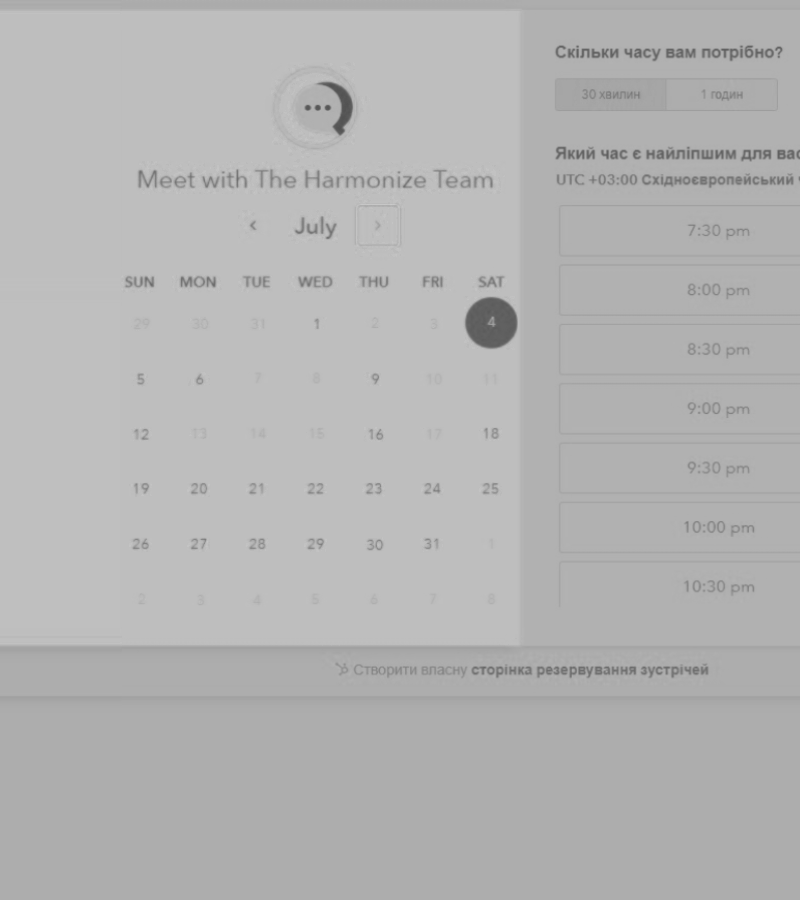 Meet with The Harmonize Team
July
SUN MON TUE WED THU FRI SAT
29 30 31 1 2 3 4
5 6 7 8 9 10 11
12 13 14 15 16 17 18
19 20 21 22 23 24 25
26 27 28 29 30 31 1
2 3 4 5 6 7 8
Скільки часу вам потрібно?
30 хвилин 1 годин
Який час є найліпшим для вас
UTC +03:00 Східноєвропейський ч
7:30 pm
8:00 pm
8:30 pm
9:00 pm
9:30 pm
10:00 pm
10:30 pm
Створити власну сторінка резервування зустрічей